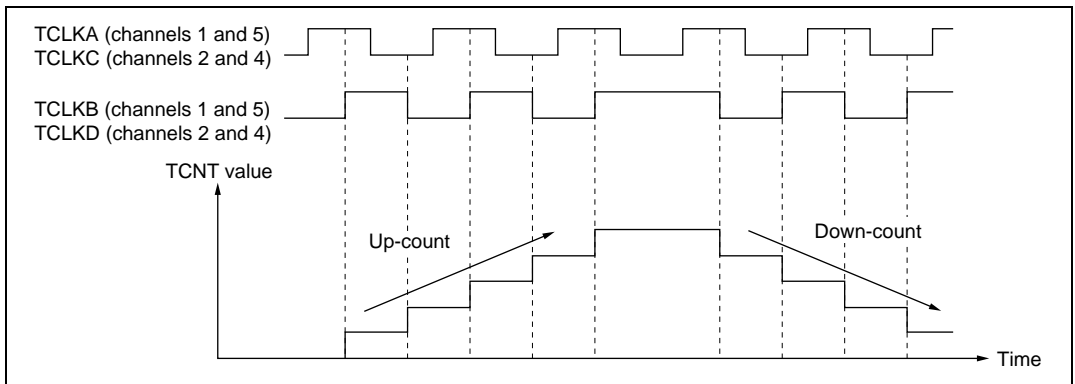 TCLKA (channels 1 and 5)
TCLKC (channels 2 and 4)
TCLKB (channels 1 and 5)
TCLKD (channels 2 and 4)
TCNT value
Up-count
Down-count
Time